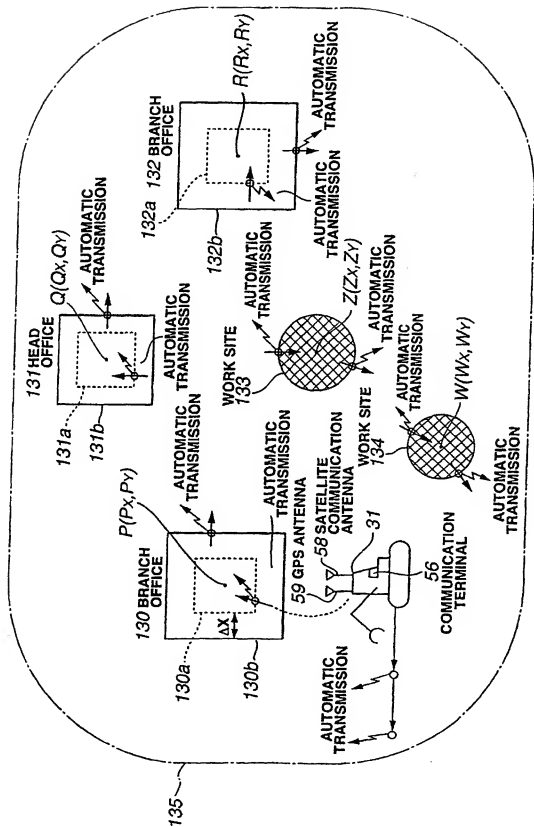 135
130 BRANCH
OFFICE
P(PX,PY)
130a
ΔX
130b
AUTOMATIC
TRANSMISSION
AUTOMATIC
TRANSMISSION
131 HEAD
OFFICE
Q(QX,QY)
131a
131b
AUTOMATIC
TRANSMISSION
AUTOMATIC
TRANSMISSION
132 BRANCH
OFFICE
R(RX,RY)
132a
132b
AUTOMATIC
TRANSMISSION
AUTOMATIC
TRANSMISSION
WORK SITE
133
AUTOMATIC
TRANSMISSION
Z(ZX,ZY)
AUTOMATIC
TRANSMISSION
WORK SITE
134
AUTOMATIC
TRANSMISSION
W(WX,WY)
AUTOMATIC
TRANSMISSION
59 GPS ANTENNA
58 SATELLITE
COMMUNICATION
ANTENNA
31
56
COMMUNICATION
TERMINAL
AUTOMATIC
TRANSMISSION